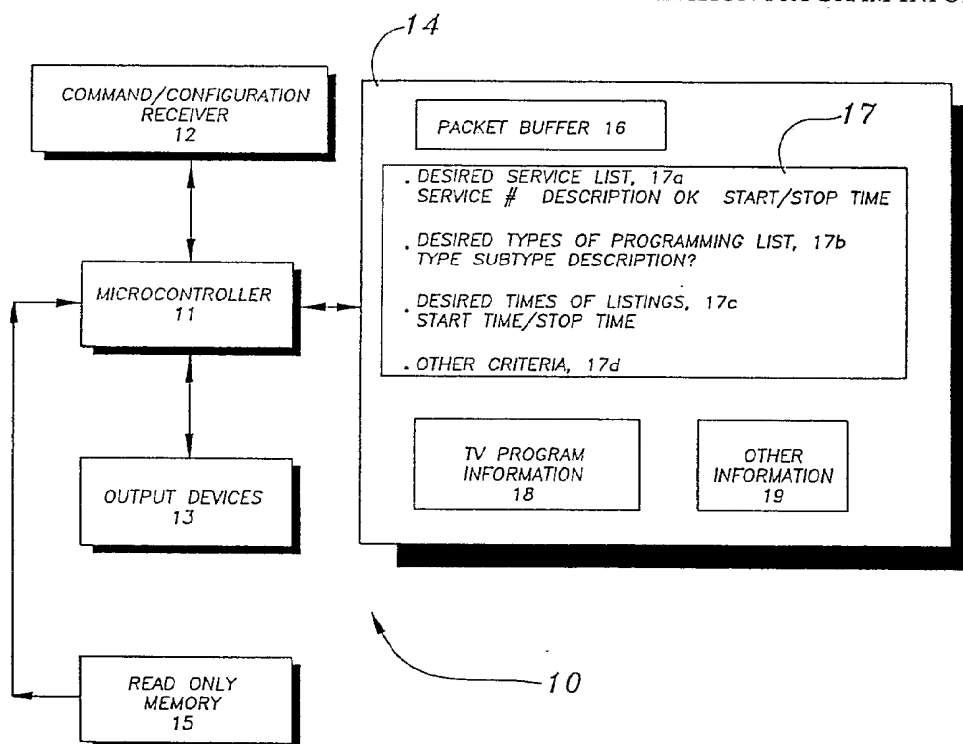 14
COMMAND/CONFIGURATION
RECEIVER
12
PACKET BUFFER 16
17
. DESIRED SERVICE LIST, 17a
SERVICE # DESCRIPTION OK START/STOP TIME
. DESIRED TYPES OF PROGRAMMING LIST, 17b
TYPE SUBTYPE DESCRIPTION?
. DESIRED TIMES OF LISTINGS, 17c
START TIME/STOP TIME
. OTHER CRITERIA, 17d
MICROCONTROLLER
11
TV PROGRAM
INFORMATION
18
OTHER
INFORMATION
19
OUTPUT DEVICES
13
10
READ ONLY
MEMORY
15